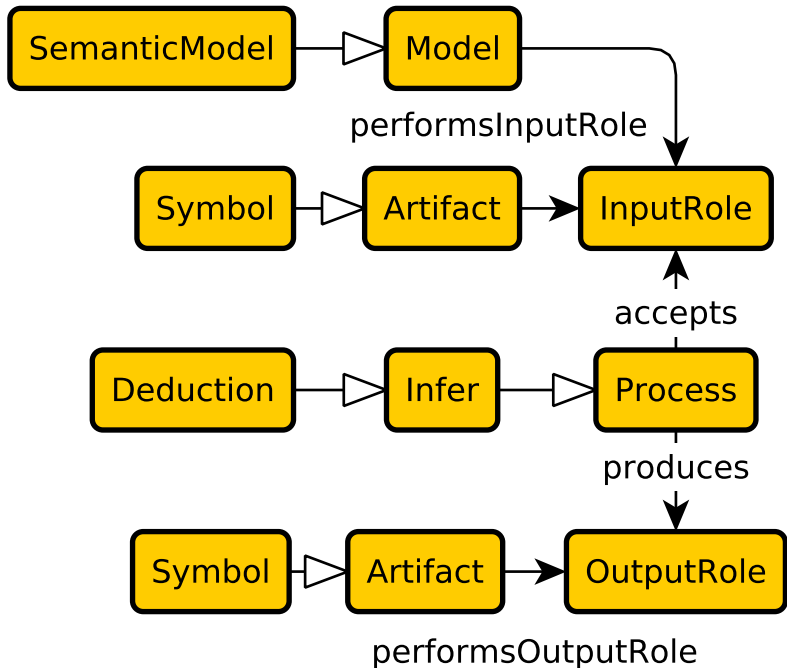 SemanticModel
Model
performsInputRole
Symbol
Artifact
InputRole
accepts
Deduction
Infer
Process
produces
Symbol
Artifact
OutputRole
performsOutputRole